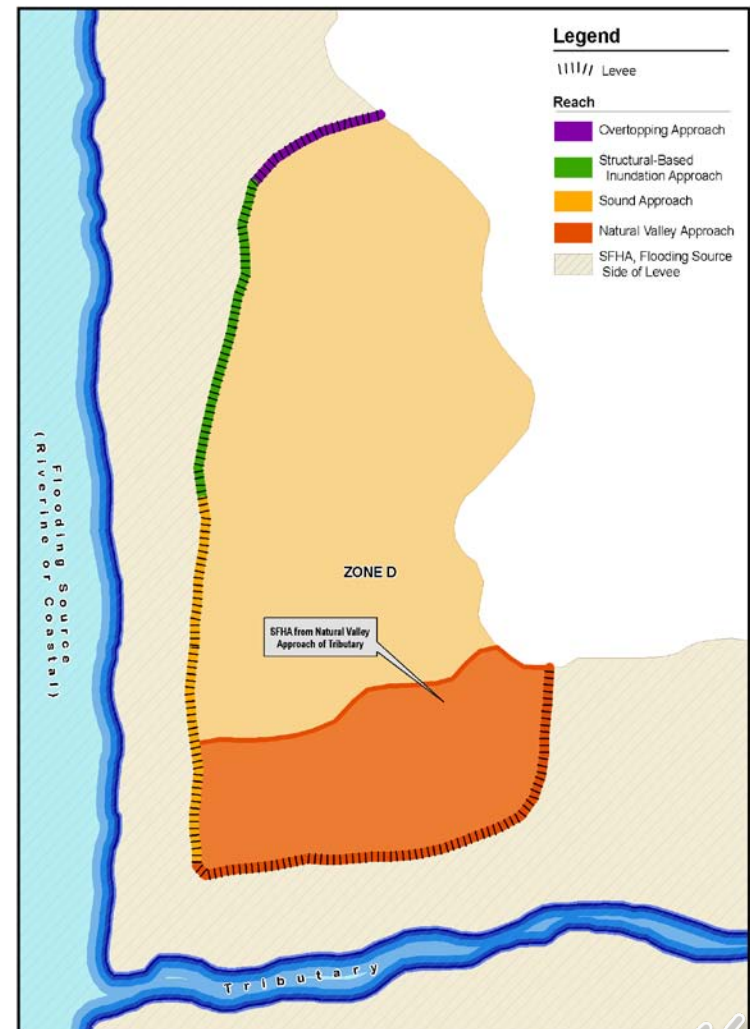 Legend
Levee
Reach
Overtopping Approach
Structural-Based
Inundation Approach
Sound Approach
Natural Valley Approach
SFHA, Flooding Source
Side of Levee
Flooding Source
(Riverine or Coastal)
ZONE D
SFHA from Natural Valley
Approach of Tributary
Tributary